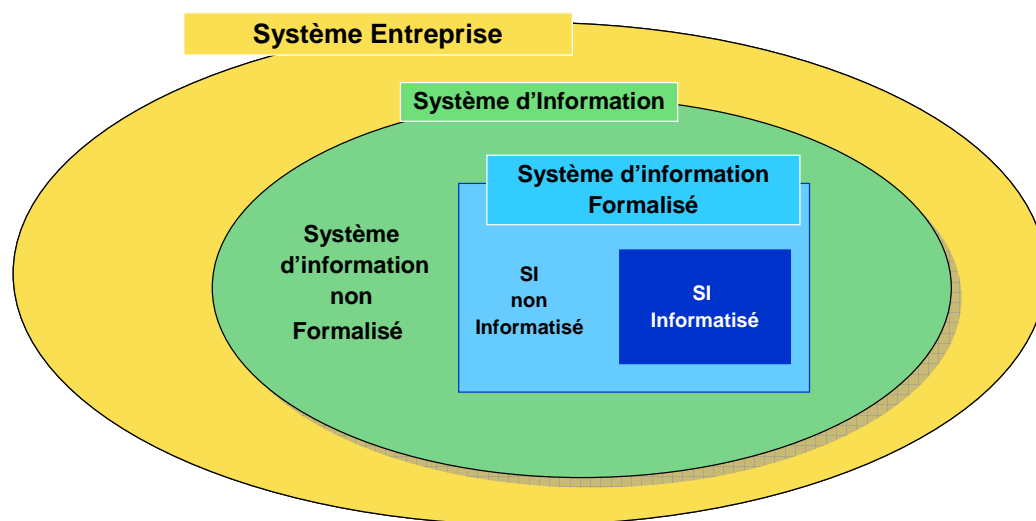 Système Entreprise
Système d'Information
Système d'information
Formalisé
Système
d'information
non
Formalisé
SI
non
Informatisé
SI
Informatisé